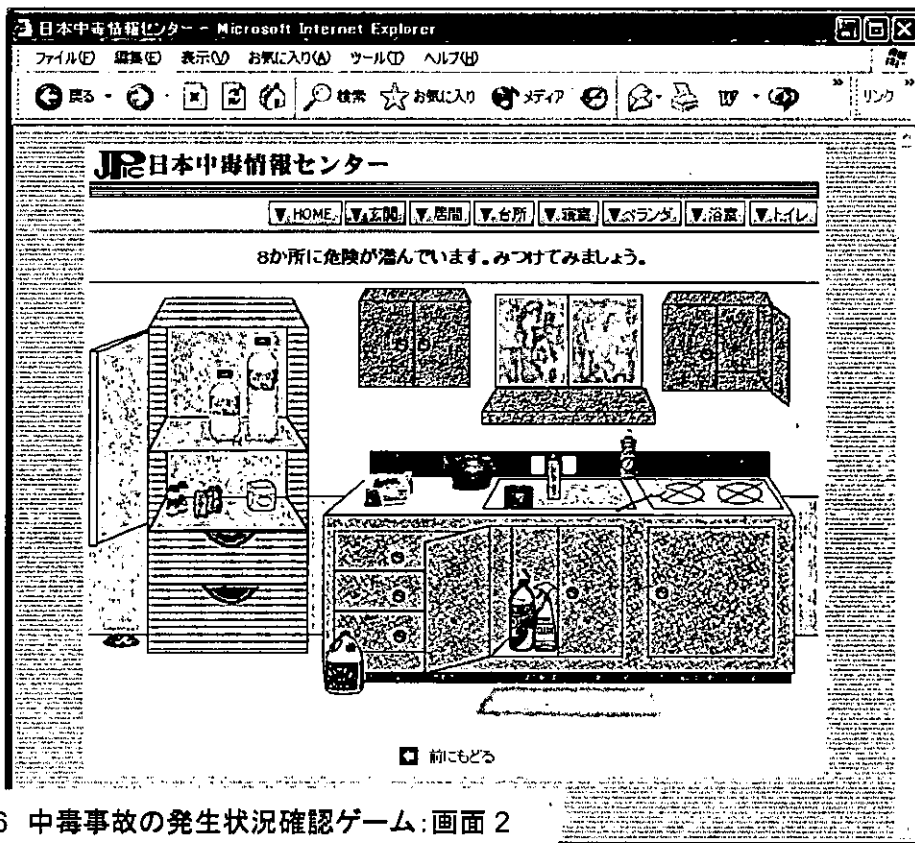 日本中毒情報センター - Microsoft Internet Explorer
ファイル(F) 編集(E) 表示(V) お気に入り(A) ツール(T) ヘルプ(H)
戻る 検索 お気に入り メディア W » リンク »
JPIC 日本中毒情報センター
▼HOME ▼玄関 ▼居間 ▼台所 ▼寝室 ▼ベランダ ▼浴室 ▼トイレ
8か所に危険が潜んでいます。みつけてみましょう。
前にもどる
6 中毒事故の発生状況確認ゲーム:画面2